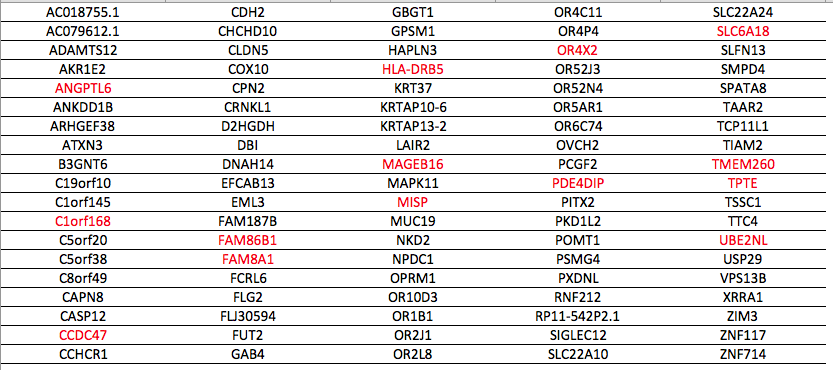 AC018755.1 CDH2 GBGT1 OR4C11 SLC22A24
AC079612.1 CHCHD10 GPSM1 OR4P4 SLC6A18
ADAMTS12 CLDN5 HAPLN3 OR4X2 SLFN13
AKR1E2 COX10 HLA-DRB5 OR52J3 SMPD4
ANGPTL6 CPN2 KRT37 OR52N4 SPATA8
ANKDD1B CRNKL1 KRTAP10-6 OR5AR1 TAAR2
ARHGEF38 D2HGDH KRTAP13-2 OR6C74 TCP11L1
ATXN3 DBI LAIR2 OVCH2 TIAM2
B3GNT6 DNAH14 MAGEB16 PCGF2 TMEM260
C19orf10 EFCAB13 MAPK11 PDE4DIP TPTE
C1orf145 EML3 MISP PITX2 TSSC1
C1orf168 FAM187B MUC19 PKD1L2 TTC4
C5orf20 FAM86B1 NKD2 POMT1 UBE2NL
C5orf38 FAM8A1 NPDC1 PSMG4 USP29
C8orf49 FCRL6 OPRM1 PXDNL VPS13B
CAPN8 FLG2 OR10D3 RNF212 XRRA1
CASP12 FLJ30594 OR1B1 RP11-542P2.1 ZIM3
CCDC47 FUT2 OR2J1 SIGLEC12 ZNF117
CCHCR1 GAB4 OR2L8 SLC22A10 ZNF714